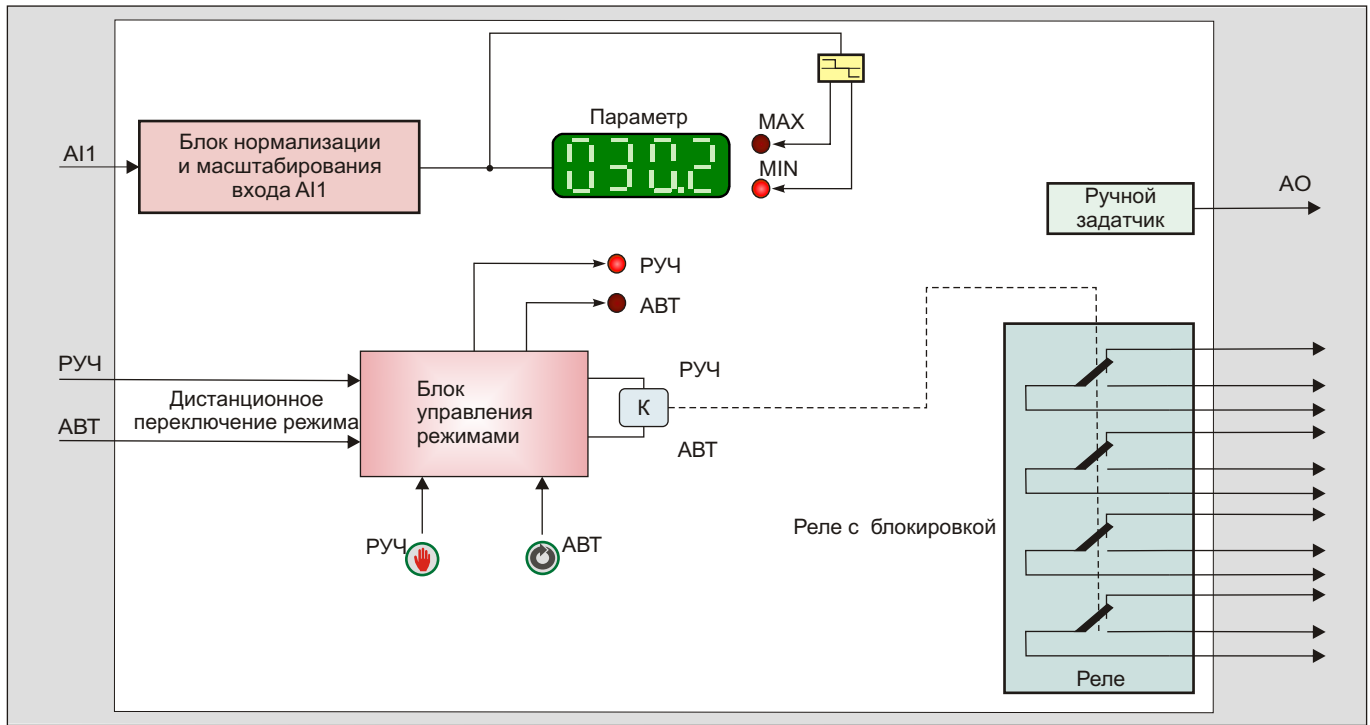 Параметр
MAX
MIN
030.2
AI1
Блок нормализации
и масштабирования
входа AI1
Ручной
задатчик
AO
РУЧ
АВТ
РУЧ
АВТ
Дистанционное
переключение режима
Блок
управления
режимами
РУЧ
К
АВТ
РУЧ
АВТ
Реле с блокировкой
Реле